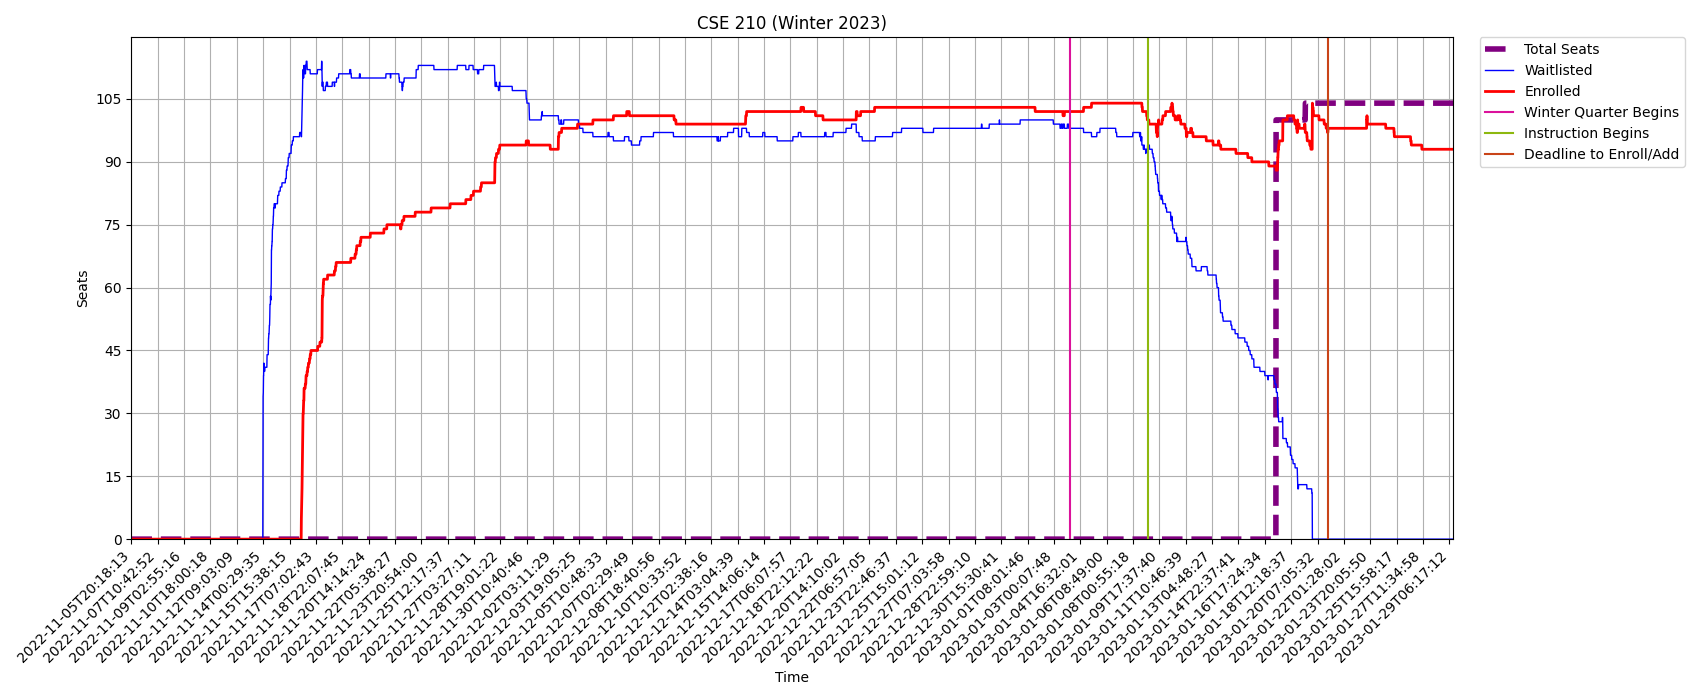 CSE 210 (Winter 2023)
Total Seats
Waitlisted
Enrolled
Winter Quarter Begins
Instruction Begins
Deadline to Enroll/Add
Seats
105
90
75
60
45
30
15
0
2022-11-05T20:18:13
2022-11-07T10:42:52
2022-11-09T02:55:16
2022-11-10T18:00:18
2022-11-12T09:03:09
2022-11-14T00:29:35
2022-11-15T15:38:15
2022-11-17T07:02:43
2022-11-18T22:07:45
2022-11-20T14:14:24
2022-11-22T05:38:27
2022-11-23T20:54:00
2022-11-25T12:17:37
2022-11-27T03:27:11
2022-11-28T19:01:22
2022-11-30T10:40:46
2022-12-02T03:11:29
2022-12-03T19:05:25
2022-12-05T10:48:33
2022-12-07T02:29:49
2022-12-08T18:40:56
2022-12-10T10:33:52
2022-12-12T02:38:16
2022-12-14T03:04:39
2022-12-15T14:06:14
2022-12-17T06:07:57
2022-12-18T22:12:22
2022-12-20T14:10:02
2022-12-22T06:57:05
2022-12-23T22:46:37
2022-12-25T15:01:12
2022-12-27T07:03:58
2022-12-28T22:59:10
2022-12-30T15:30:41
2023-01-01T08:01:46
2023-01-03T00:07:48
2023-01-04T16:32:01
2023-01-06T08:49:00
2023-01-08T00:55:18
2023-01-09T17:37:40
2023-01-11T10:46:39
2023-01-13T04:48:27
2023-01-14T22:37:41
2023-01-16T17:24:34
2023-01-18T12:18:37
2023-01-20T07:05:32
2023-01-22T01:28:02
2023-01-23T20:05:50
2023-01-25T15:58:17
2023-01-27T11:34:58
2023-01-29T06:17:12
Time